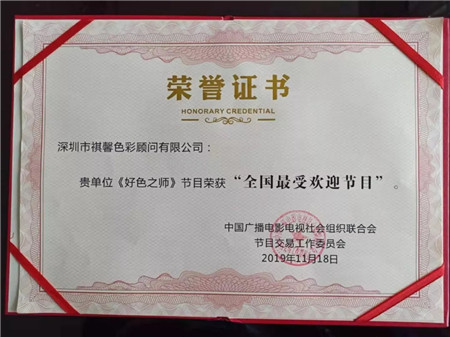 荣誉证书
HONORARY CREDENTIAL
深圳市祺馨色彩顾问有限公司：
贵单位《好色之师》节目荣获“全国最受欢迎节目”。
中国广播电影电视社会组织联合会
节目交易工作委员会
2019年11月18日